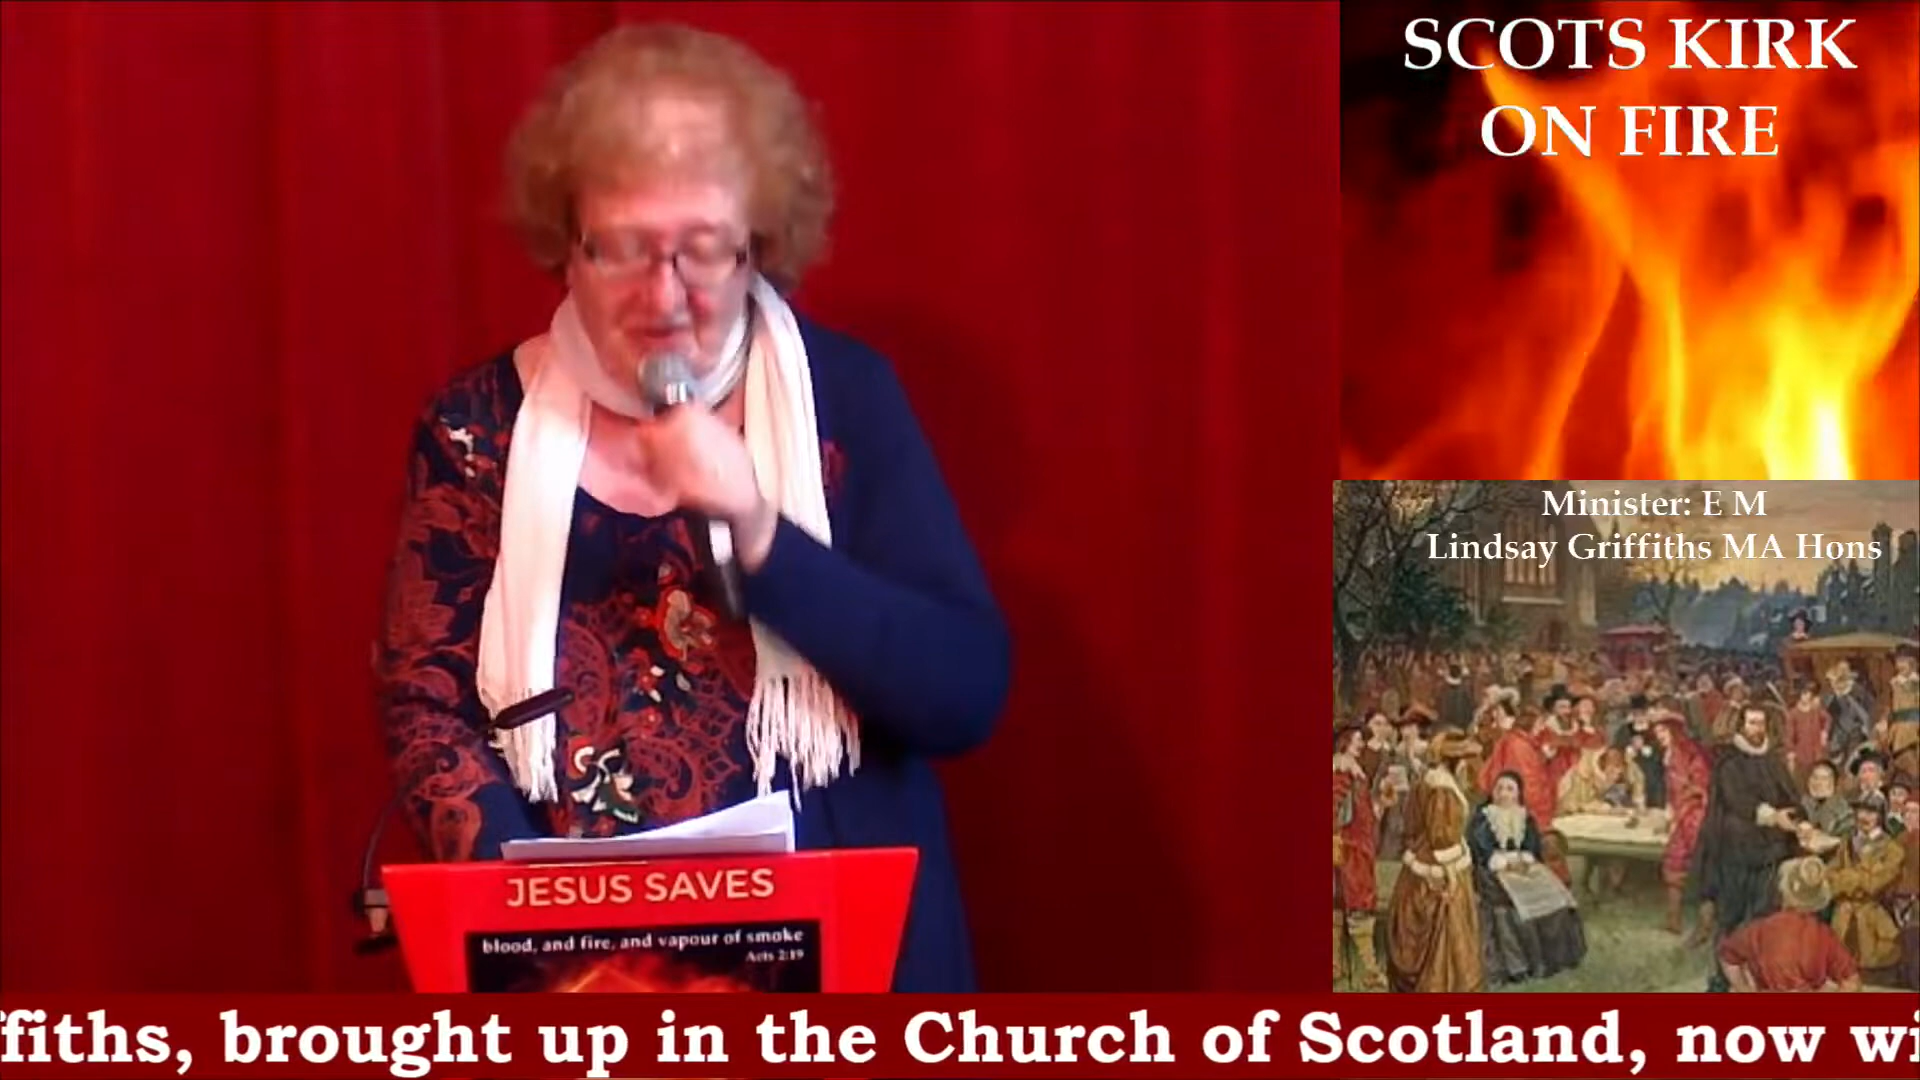 SCOTS KIRK
ON FIRE
Minister: E M
Lindsay Griffiths MA Hons
JESUS SAVES
blood, and fire, and vapour of smoke
Acts 2:19
ffiths, brought up in the Church of Scotland, now wi